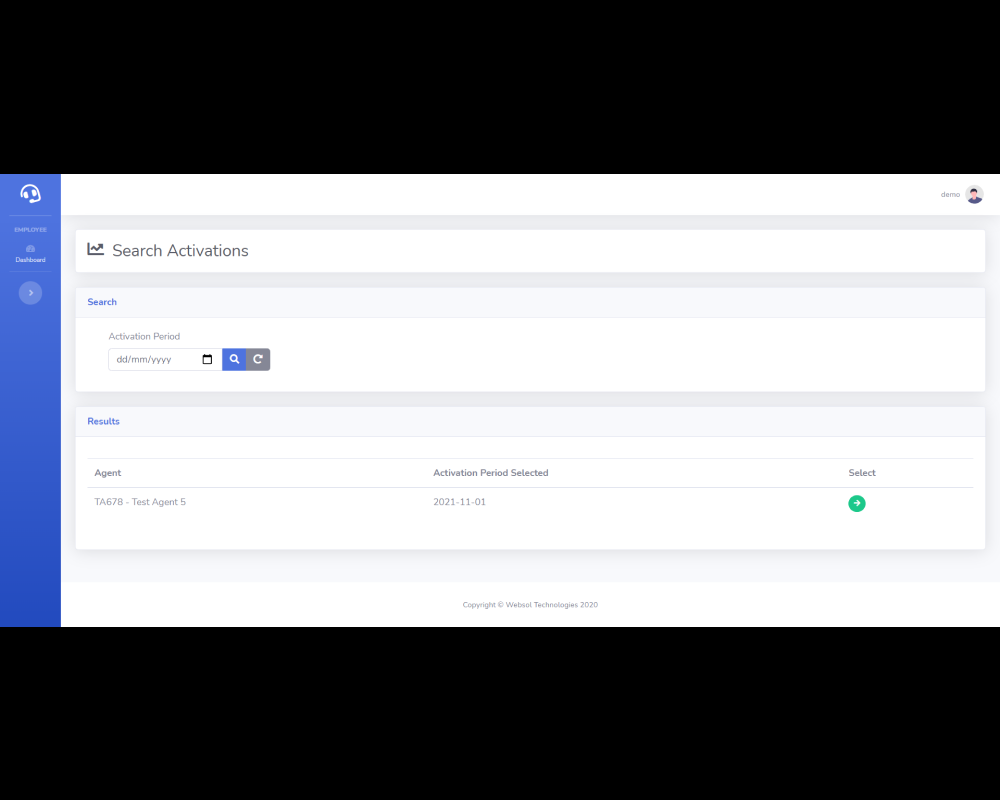 demo
EMPLOYEE
Dashboard
Search Activations
Search
Activation Period
dd/mm/yyyy
Results
Agent Activation Period Selected Select
TA678 - Test Agent 5 2021-11-01
Copyright © Websol Technologies 2020